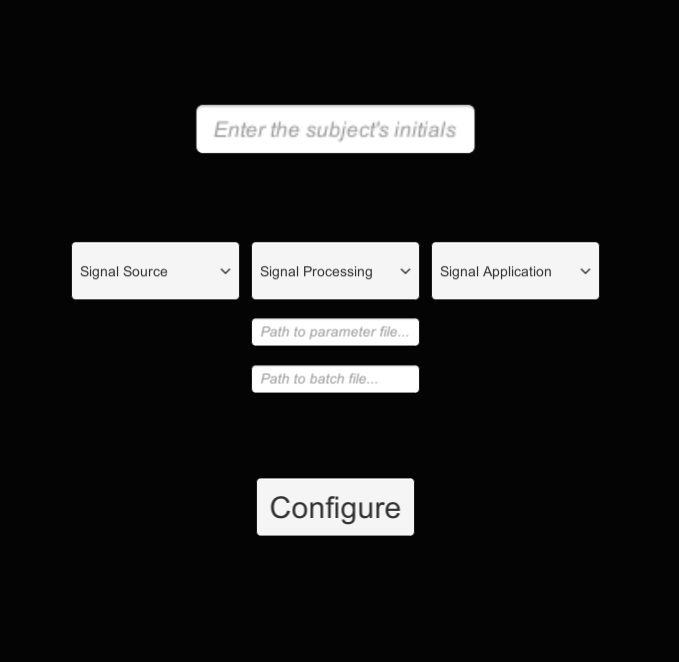 Enter the subject's initials
Signal Source
Signal Processing
Signal Application
Path to parameter file...
Path to batch file...
Configure